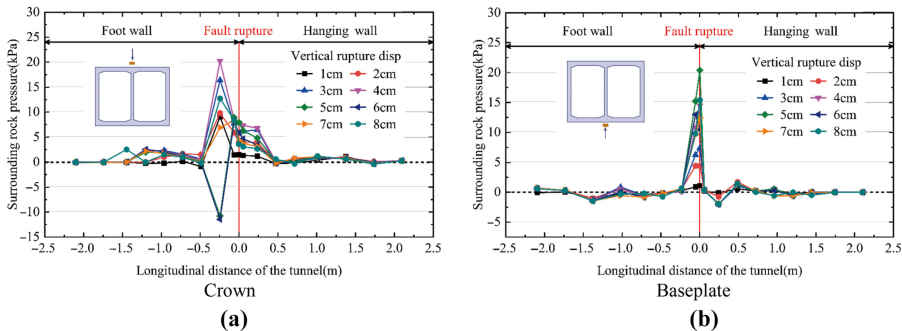 Surrounding rock pressure(kPa)
30
25
20
15
10
5
0
-5
-10
-15
Foot wall
Fault rupture
Hanging wall
Vertical rupture disp
1cm 2cm
3cm 4cm
5cm 6cm
7cm 8cm
-2.5 -2.0 -1.5 -1.0 -0.5 0.0 0.5 1.0 1.5 2.0 2.5
Longitudinal distance of the tunnel(m)
Crown
(a)
Surrounding rock pressure(kPa)
30
25
20
15
10
5
0
-5
Foot wall
Fault rupture
Hanging wall
Vertical rupture disp
1cm 2cm
3cm 4cm
5cm 6cm
7cm 8cm
-2.5 -2.0 -1.5 -1.0 -0.5 0.0 0.5 1.0 1.5 2.0 2.5
Longitudinal distance of the tunnel(m)
Baseplate
(b)